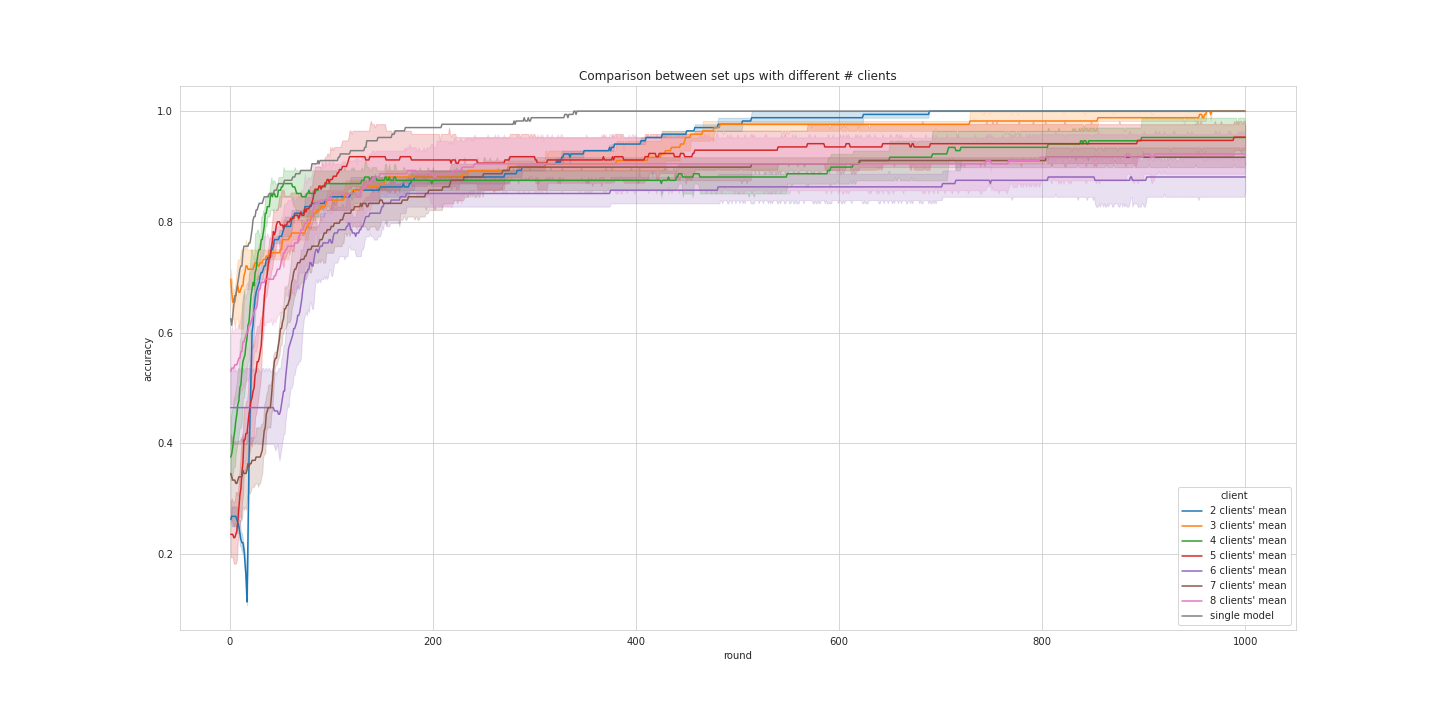 Comparison between set ups with different # clients
1.0
0.8
0.6
0.4
0.2
accuracy
0
200
400
600
800
1000
round
client
2 clients' mean
3 clients' mean
4 clients' mean
5 clients' mean
6 clients' mean
7 clients' mean
8 clients' mean
single model